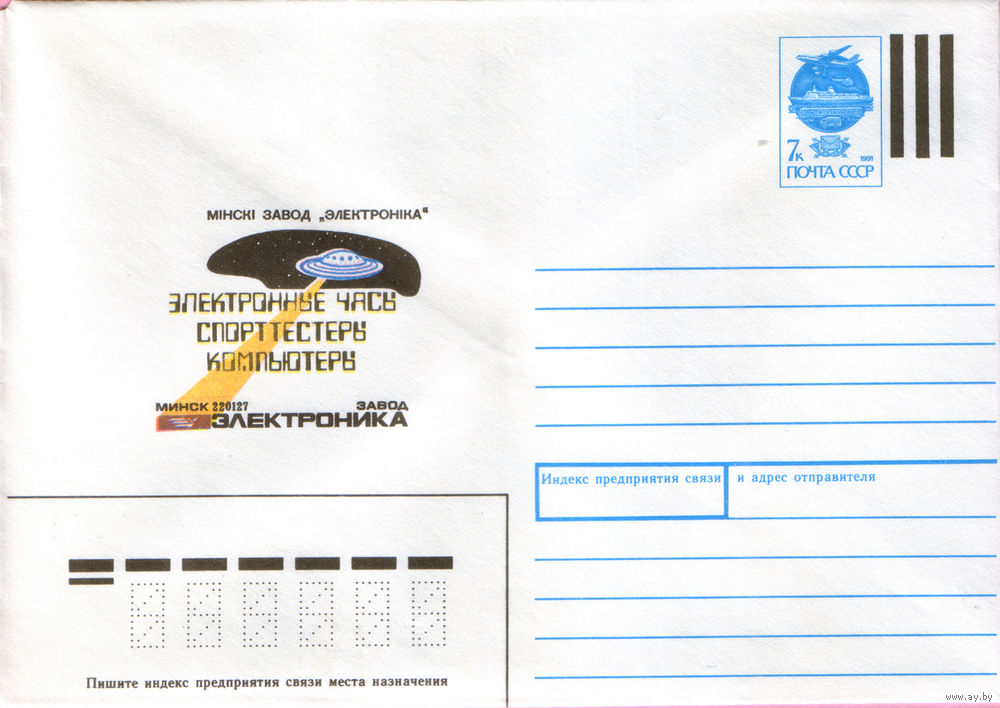 7к
1991
ПОЧТА СССР
МІНСКІ ЗАВОД „ЭЛЕКТРОНІКА“
ЭЛЕКТРОННЫЕ ЧАСЫ
СПОРТТЕСТЕРЫ
КОМПЬЮТЕРЫ
МИНСК 220127 ЗАВОД
ЭЛЕКТРОНИКА
Индекс предприятия связи и адрес отправителя
Пишите индекс предприятия связи места назначения
www.ay.by